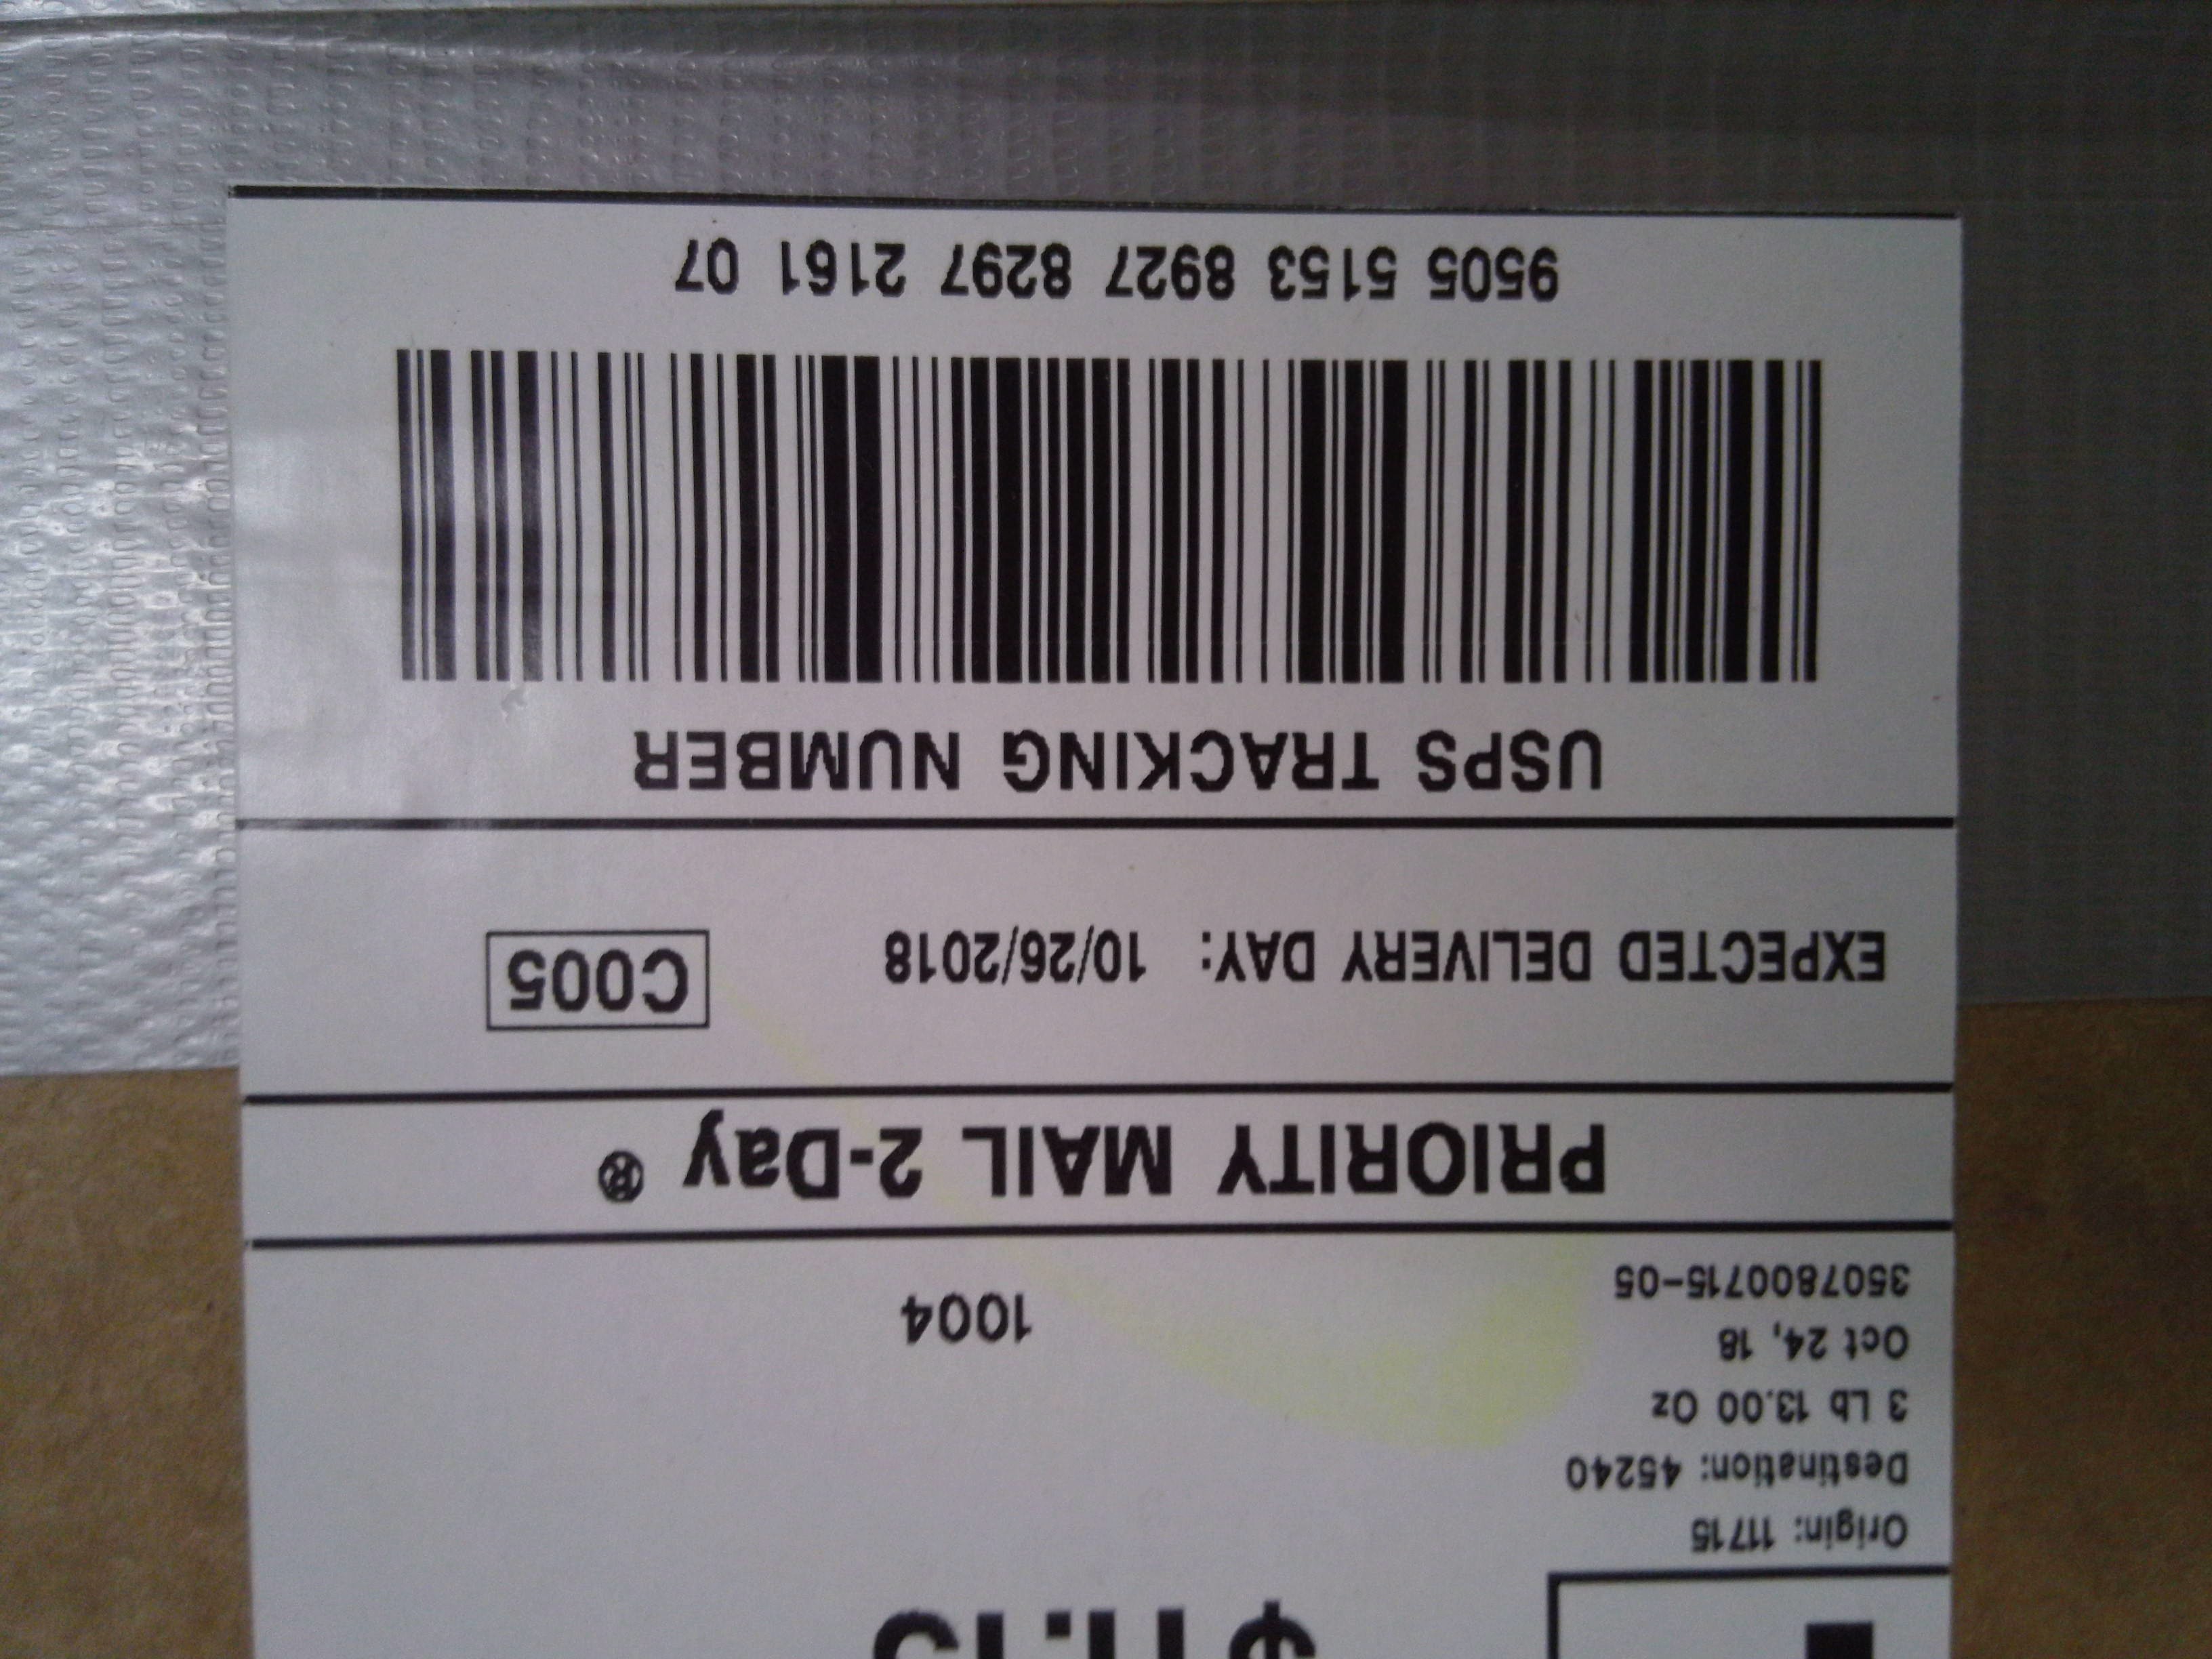 Origin: 11715
Destination: 45240
3 Lb 13.00 Oz
Oct 24, 18
3507800715-05
1004
PRIORITY MAIL 2-Day ®
EXPECTED DELIVERY DAY: 10/26/2018
C005
USPS TRACKING NUMBER
9505 5153 8927 8297 2161 07